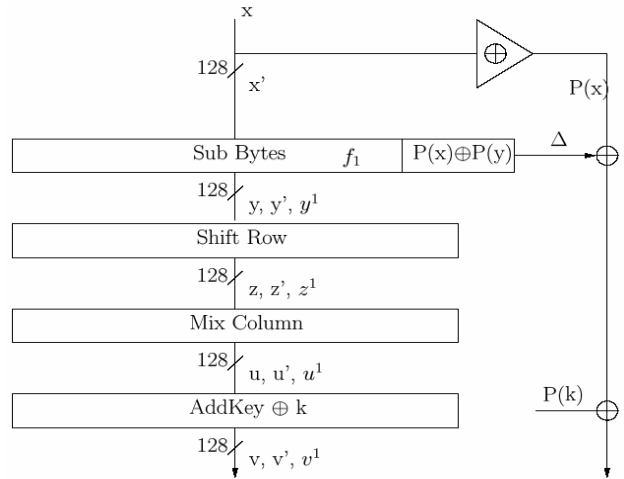 x
⊕
128
x'
P(x)
Sub Bytes f₁ P(x)⊕P(y)
Δ
128
y, y', y¹
Shift Row
128
z, z', z¹
Mix Column
128
u, u', u¹
P(k)
AddKey ⊕ k
128
v, v', v¹